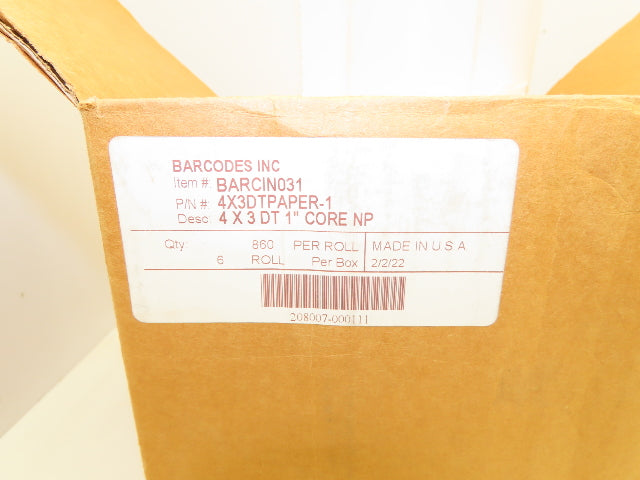 BARCODES INC
Item #: BARCIN031
P/N #: 4X3DTPAPER-1
Desc: 4 X 3 DT 1" CORE NP
Qty: 860 PER ROLL MADE IN U.S.A
6 ROLL Per Box 2/2/22
208007-000111